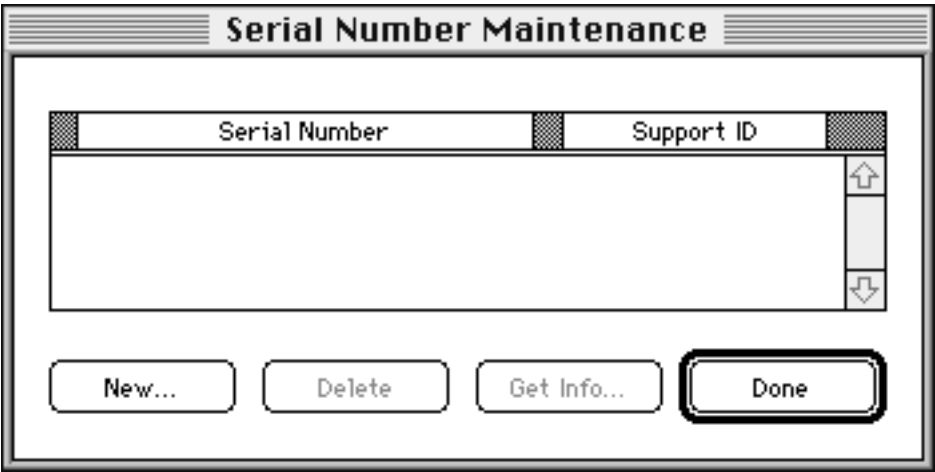 Serial Number Maintenance
Serial Number Support ID
New... Delete Get Info... Done